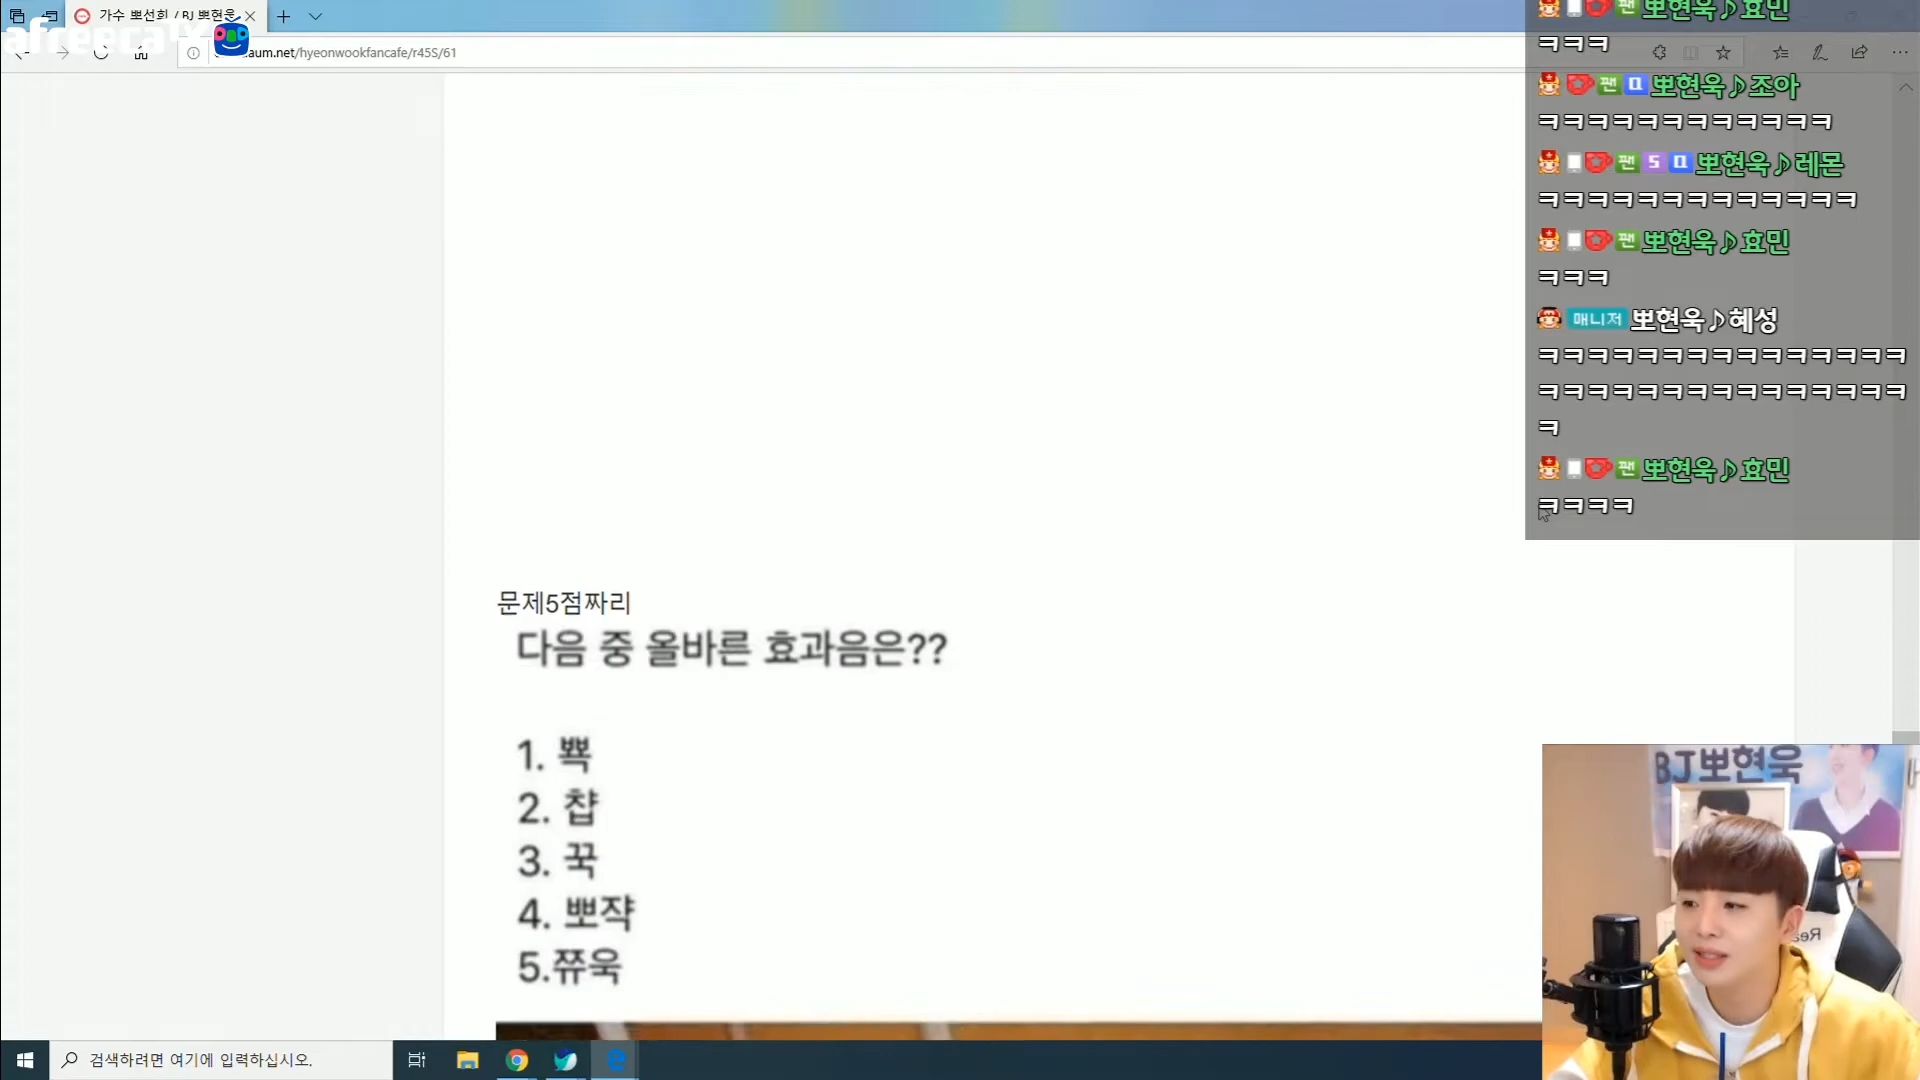 가수 뽀선희 / BJ 뽀현욱
afreecaTV
aum.net/hyeonwookfancafe/r45S/61
팬 뽀현욱♪효민
ㅋㅋㅋ
팬 뽀현욱♪조아
ㅋㅋㅋㅋㅋㅋㅋㅋㅋㅋㅋㅋ
팬 5 뽀현욱♪레몬
ㅋㅋㅋㅋㅋㅋㅋㅋㅋㅋㅋㅋㅋ
팬 뽀현욱♪효민
ㅋㅋㅋ
매니저 뽀현욱♪혜성
ㅋㅋㅋㅋㅋㅋㅋㅋㅋㅋㅋㅋㅋㅋㅋ
ㅋㅋㅋㅋㅋㅋㅋㅋㅋㅋㅋㅋㅋㅋㅋ
ㅋ
팬 뽀현욱♪효민
ㅋㅋㅋㅋ
문제5점짜리
다음 중 올바른 효과음은??
1. 뾱
2. 챱
3. 꾹
4. 뽀쟉
5.쮸욱
BJ뽀현욱
검색하려면 여기에 입력하십시오.